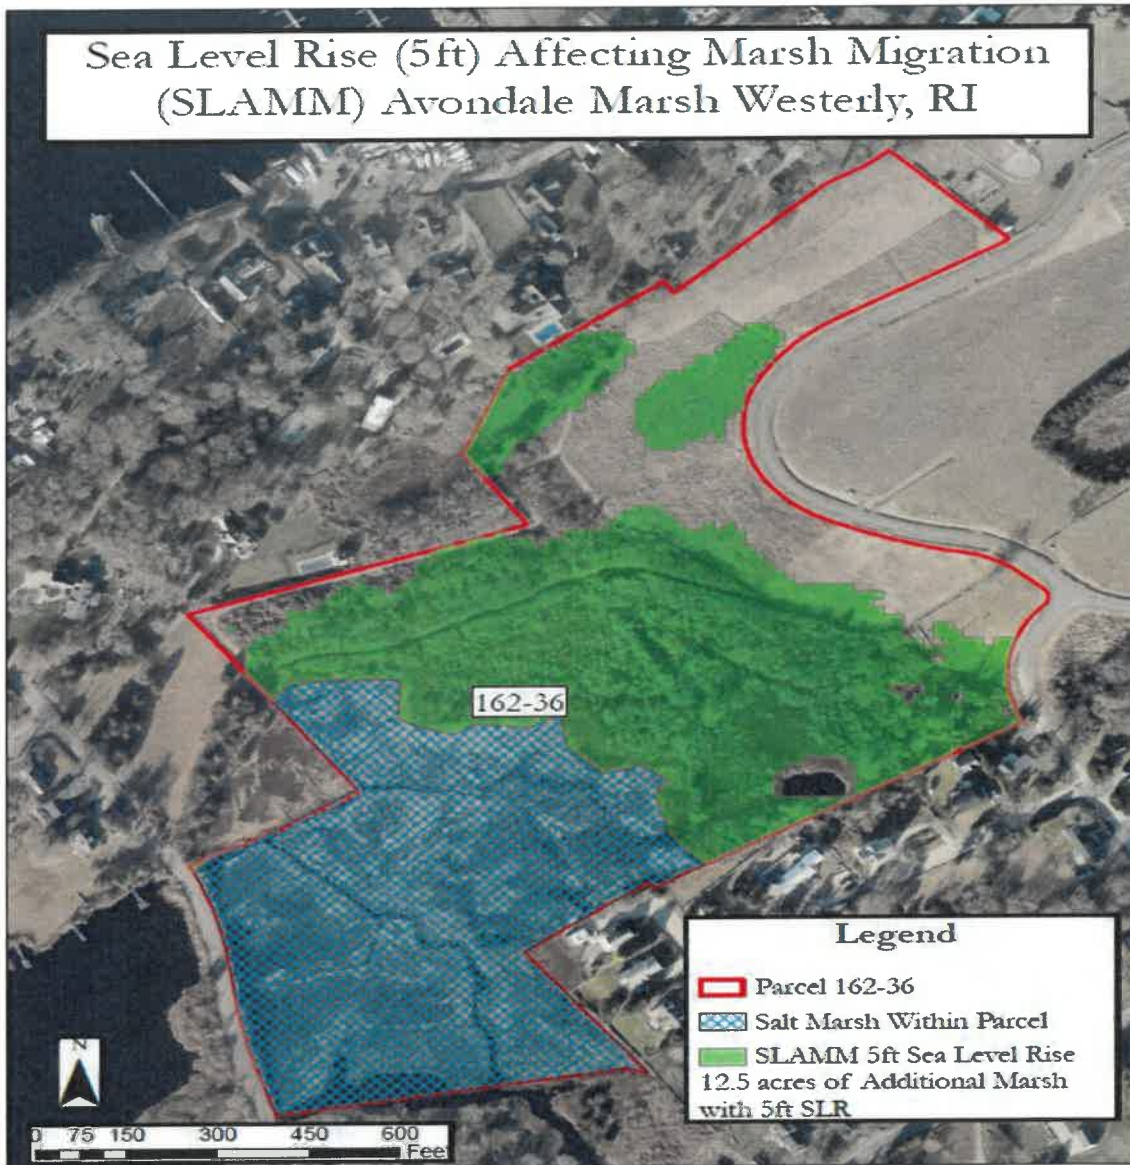 Sea Level Rise (5ft) Affecting Marsh Migration
(SLAMM) Avondale Marsh Westerly, RI
162-36
Legend
Parcel 162-36
Salt Marsh Within Parcel
SLAMM 5ft Sea Level Rise
12.5 acres of Additional Marsh
with 5ft SLR
N
0 75 150 300 450 600
Feet